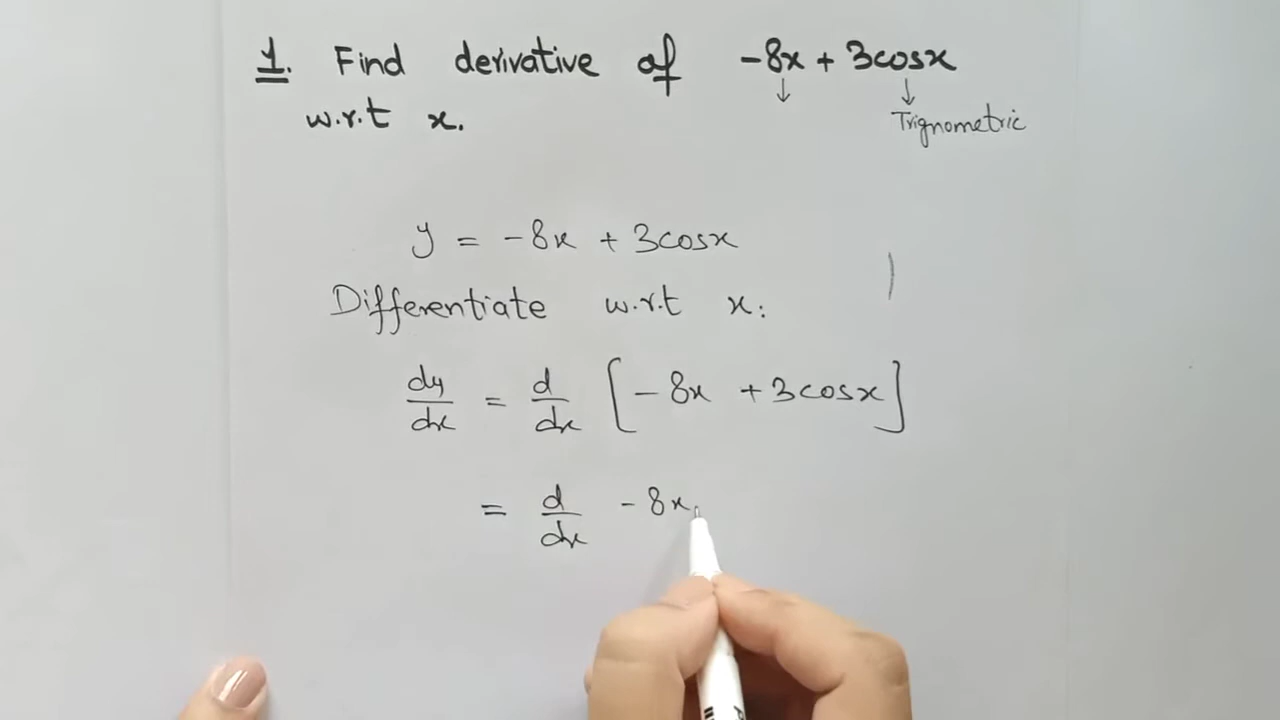 1. Find derivative of -8x + 3cosx
↓ ↓
w.r.t x.
Trignometric
y = -8x + 3cosx
Differentiate w.r.t x:
dy/dx = d/dx [-8x + 3cosx]
= d/dx -8x